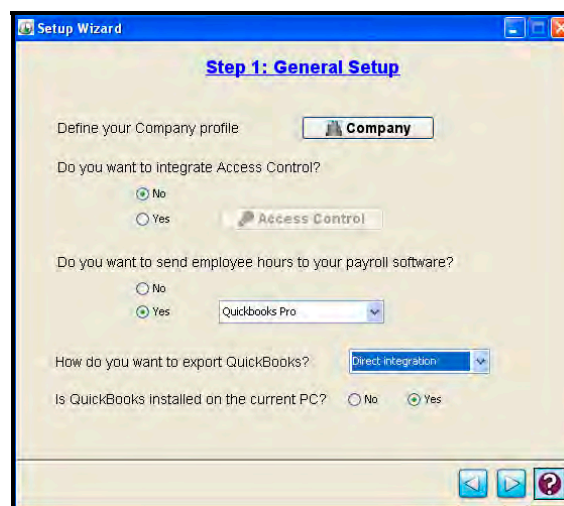 Setup Wizard
Step 1: General Setup
Define your Company profile
Company
Do you want to integrate Access Control?
No
Yes
Access Control
Do you want to send employee hours to your payroll software?
No
Yes
Quickbooks Pro
How do you want to export QuickBooks?
Direct integration
Is QuickBooks installed on the current PC?
No
Yes
?